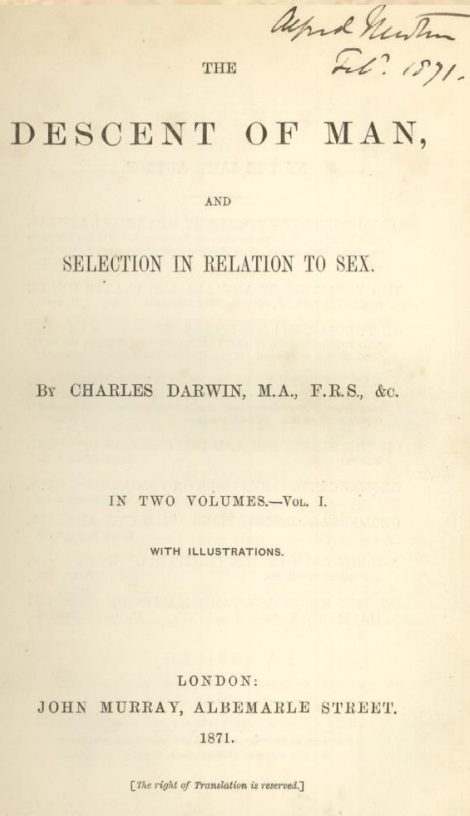 Alfred Newton
Feb. 1871.
THE
DESCENT OF MAN,
AND
SELECTION IN RELATION TO SEX.
BY CHARLES DARWIN, M.A., F.R.S., &c.
IN TWO VOLUMES.—VOL. I.
WITH ILLUSTRATIONS.
LONDON:
JOHN MURRAY, ALBEMARLE STREET.
1871.
[The right of Translation is reserved.]